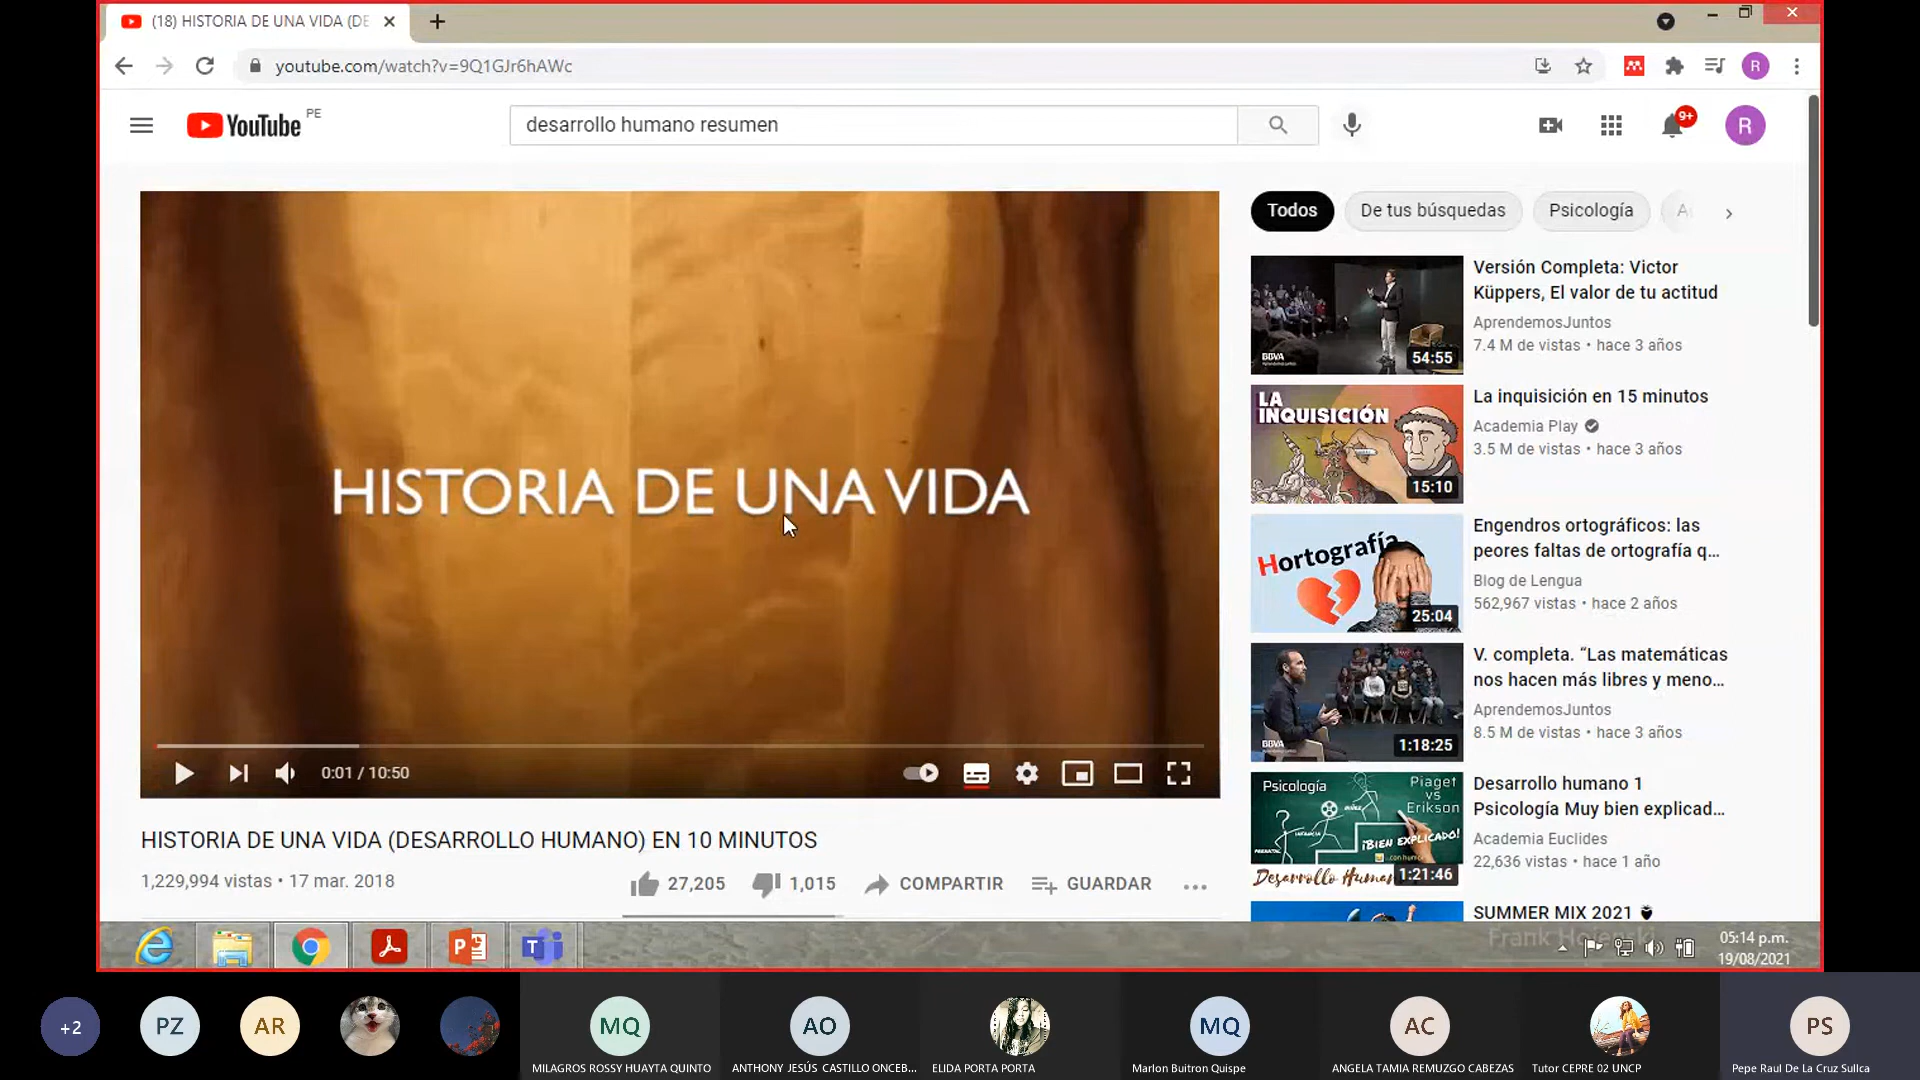 (18) HISTORIA DE UNA VIDA (DE
youtube.com/watch?v=9Q1GJr6hAWc
R
YouTube PE
desarrollo humano resumen
9+
R
HISTORIA DE UNA VIDA
0:01 / 10:50
HISTORIA DE UNA VIDA (DESARROLLO HUMANO) EN 10 MINUTOS
1,229,994 vistas • 17 mar. 2018
27,205
1,015
COMPARTIR
GUARDAR
Todos
De tus búsquedas
Psicología
Versión Completa: Victor
Küppers, El valor de tu actitud
AprendemosJuntos
7.4 M de vistas • hace 3 años
BBVA
54:55
LA
INQUISICIÓN
15:10
La inquisición en 15 minutos
Academia Play
3.5 M de vistas • hace 3 años
Hortografía
25:04
Engendros ortográficos: las
peores faltas de ortografía q...
Blog de Lengua
562,967 vistas • hace 2 años
BBVA
1:18:25
V. completa. “Las matemáticas
nos hacen más libres y meno...
AprendemosJuntos
8.5 M de vistas • hace 3 años
Psicología
Piaget
vs
Erikson
¡BIEN EXPLICADO!
Desarrollo Human
1:21:46
Desarrollo humano 1
Psicología Muy bien explicad...
Academia Euclides
22,636 vistas • hace 1 año
SUMMER MIX 2021
05:14 p.m.
19/08/2021
+2
PZ
AR
MQ
MILAGROS ROSSY HUAYTA QUINTO
AO
ANTHONY JESÚS CASTILLO ONCEB...
ELIDA PORTA PORTA
MQ
Marlon Buitron Quispe
AC
ANGELA TAMIA REMUZGO CABEZAS
Tutor CEPRE 02 UNCP
PS
Pepe Raul De La Cruz Sullca